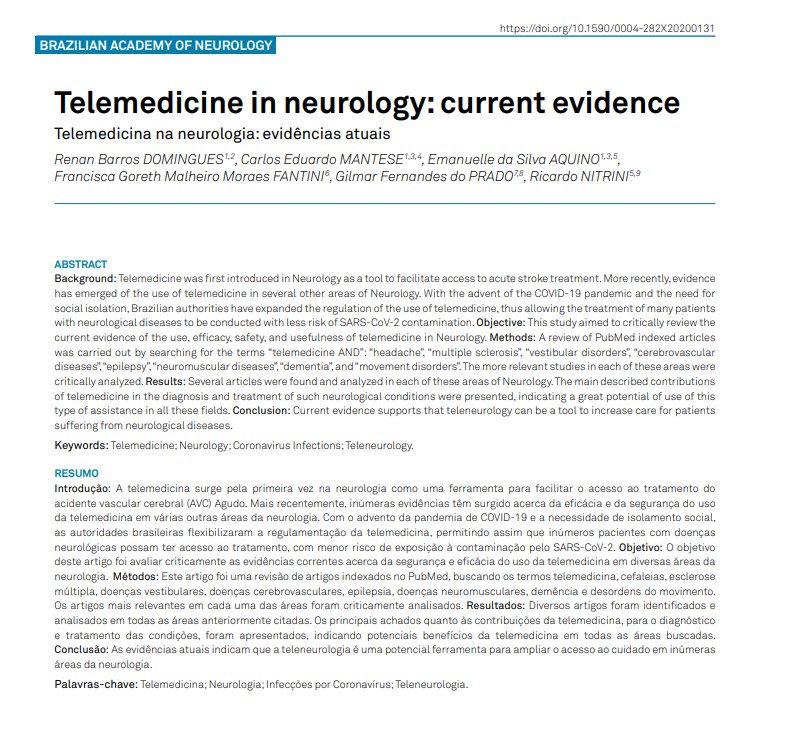 https://doi.org/10.1590/0004-282X20200131
BRAZILIAN ACADEMY OF NEUROLOGY
Telemedicine in neurology: current evidence
Telemedicina na neurologia: evidências atuais
Renan Barros DOMINGUES1,2, Carlos Eduardo MANTESE1,3,4, Emanuelle da Silva AQUINO1,3,5,
Francisca Goreth Malheiro Moraes FANTINI6, Gilmar Fernandes do PRADO7,8, Ricardo NITRINI5,9
ABSTRACT
Background: Telemedicine was first introduced in Neurology as a tool to facilitate access to acute stroke treatment. More recently, evidence
has emerged of the use of telemedicine in several other areas of Neurology. With the advent of the COVID-19 pandemic and the need for
social isolation, Brazilian authorities have expanded the regulation of the use of telemedicine, thus allowing the treatment of many patients
with neurological diseases to be conducted with less risk of SARS-CoV-2 contamination. Objective: This study aimed to critically review the
current evidence of the use, efficacy, safety, and usefulness of telemedicine in Neurology. Methods: A review of PubMed indexed articles
was carried out by searching for the terms “telemedicine AND”: “headache”, “multiple sclerosis”, “vestibular disorders”, “cerebrovascular
diseases”, “epilepsy”, “neuromuscular diseases”, “dementia”, and “movement disorders”. The more relevant studies in each of these areas were
critically analyzed. Results: Several articles were found and analyzed in each of these areas of Neurology. The main described contributions
of telemedicine in the diagnosis and treatment of such neurological conditions were presented, indicating a great potential of use of this
type of assistance in all these fields. Conclusion: Current evidence supports that teleneurology can be a tool to increase care for patients
suffering from neurological diseases.
Keywords: Telemedicine; Neurology; Coronavirus Infections; Teleneurology.
RESUMO
Introdução: A telemedicina surge pela primeira vez na neurologia como uma ferramenta para facilitar o acesso ao tratamento do
acidente vascular cerebral (AVC) Agudo. Mais recentemente, inúmeras evidências têm surgido acerca da eficácia e da segurança do uso
da telemedicina em várias outras áreas da neurologia. Com o advento da pandemia de COVID-19 e a necessidade de isolamento social,
as autoridades brasileiras flexibilizaram a regulamentação da telemedicina, permitindo assim que inúmeros pacientes com doenças
neurológicas possam ter acesso ao tratamento, com menor risco de exposição à contaminação pelo SARS-CoV-2. Objetivo: O objetivo
deste artigo foi avaliar criticamente as evidências correntes acerca da segurança e eficácia do uso da telemedicina em diversas áreas da
neurologia. Métodos: Este artigo foi uma revisão de artigos indexados no PubMed, buscando os termos telemedicina, cefaleias, esclerose
múltipla, doenças vestibulares, doenças cerebrovasculares, epilepsia, doenças neuromusculares, demência e desordens do movimento.
Os artigos mais relevantes em cada uma das áreas foram criticamente analisados. Resultados: Diversos artigos foram identificados e
analisados em todas as áreas anteriormente citadas. Os principais achados quanto às contribuições da telemedicina, para o diagnóstico
e tratamento das condições, foram apresentados, indicando potenciais benefícios da telemedicina em todas as áreas buscadas.
Conclusão: As evidências atuais indicam que a teleneurologia é uma potencial ferramenta para ampliar o acesso ao cuidado em inúmeras
áreas da neurologia.
Palavras-chave: Telemedicina; Neurologia; Infecções por Coronavírus; Teleneurologia.